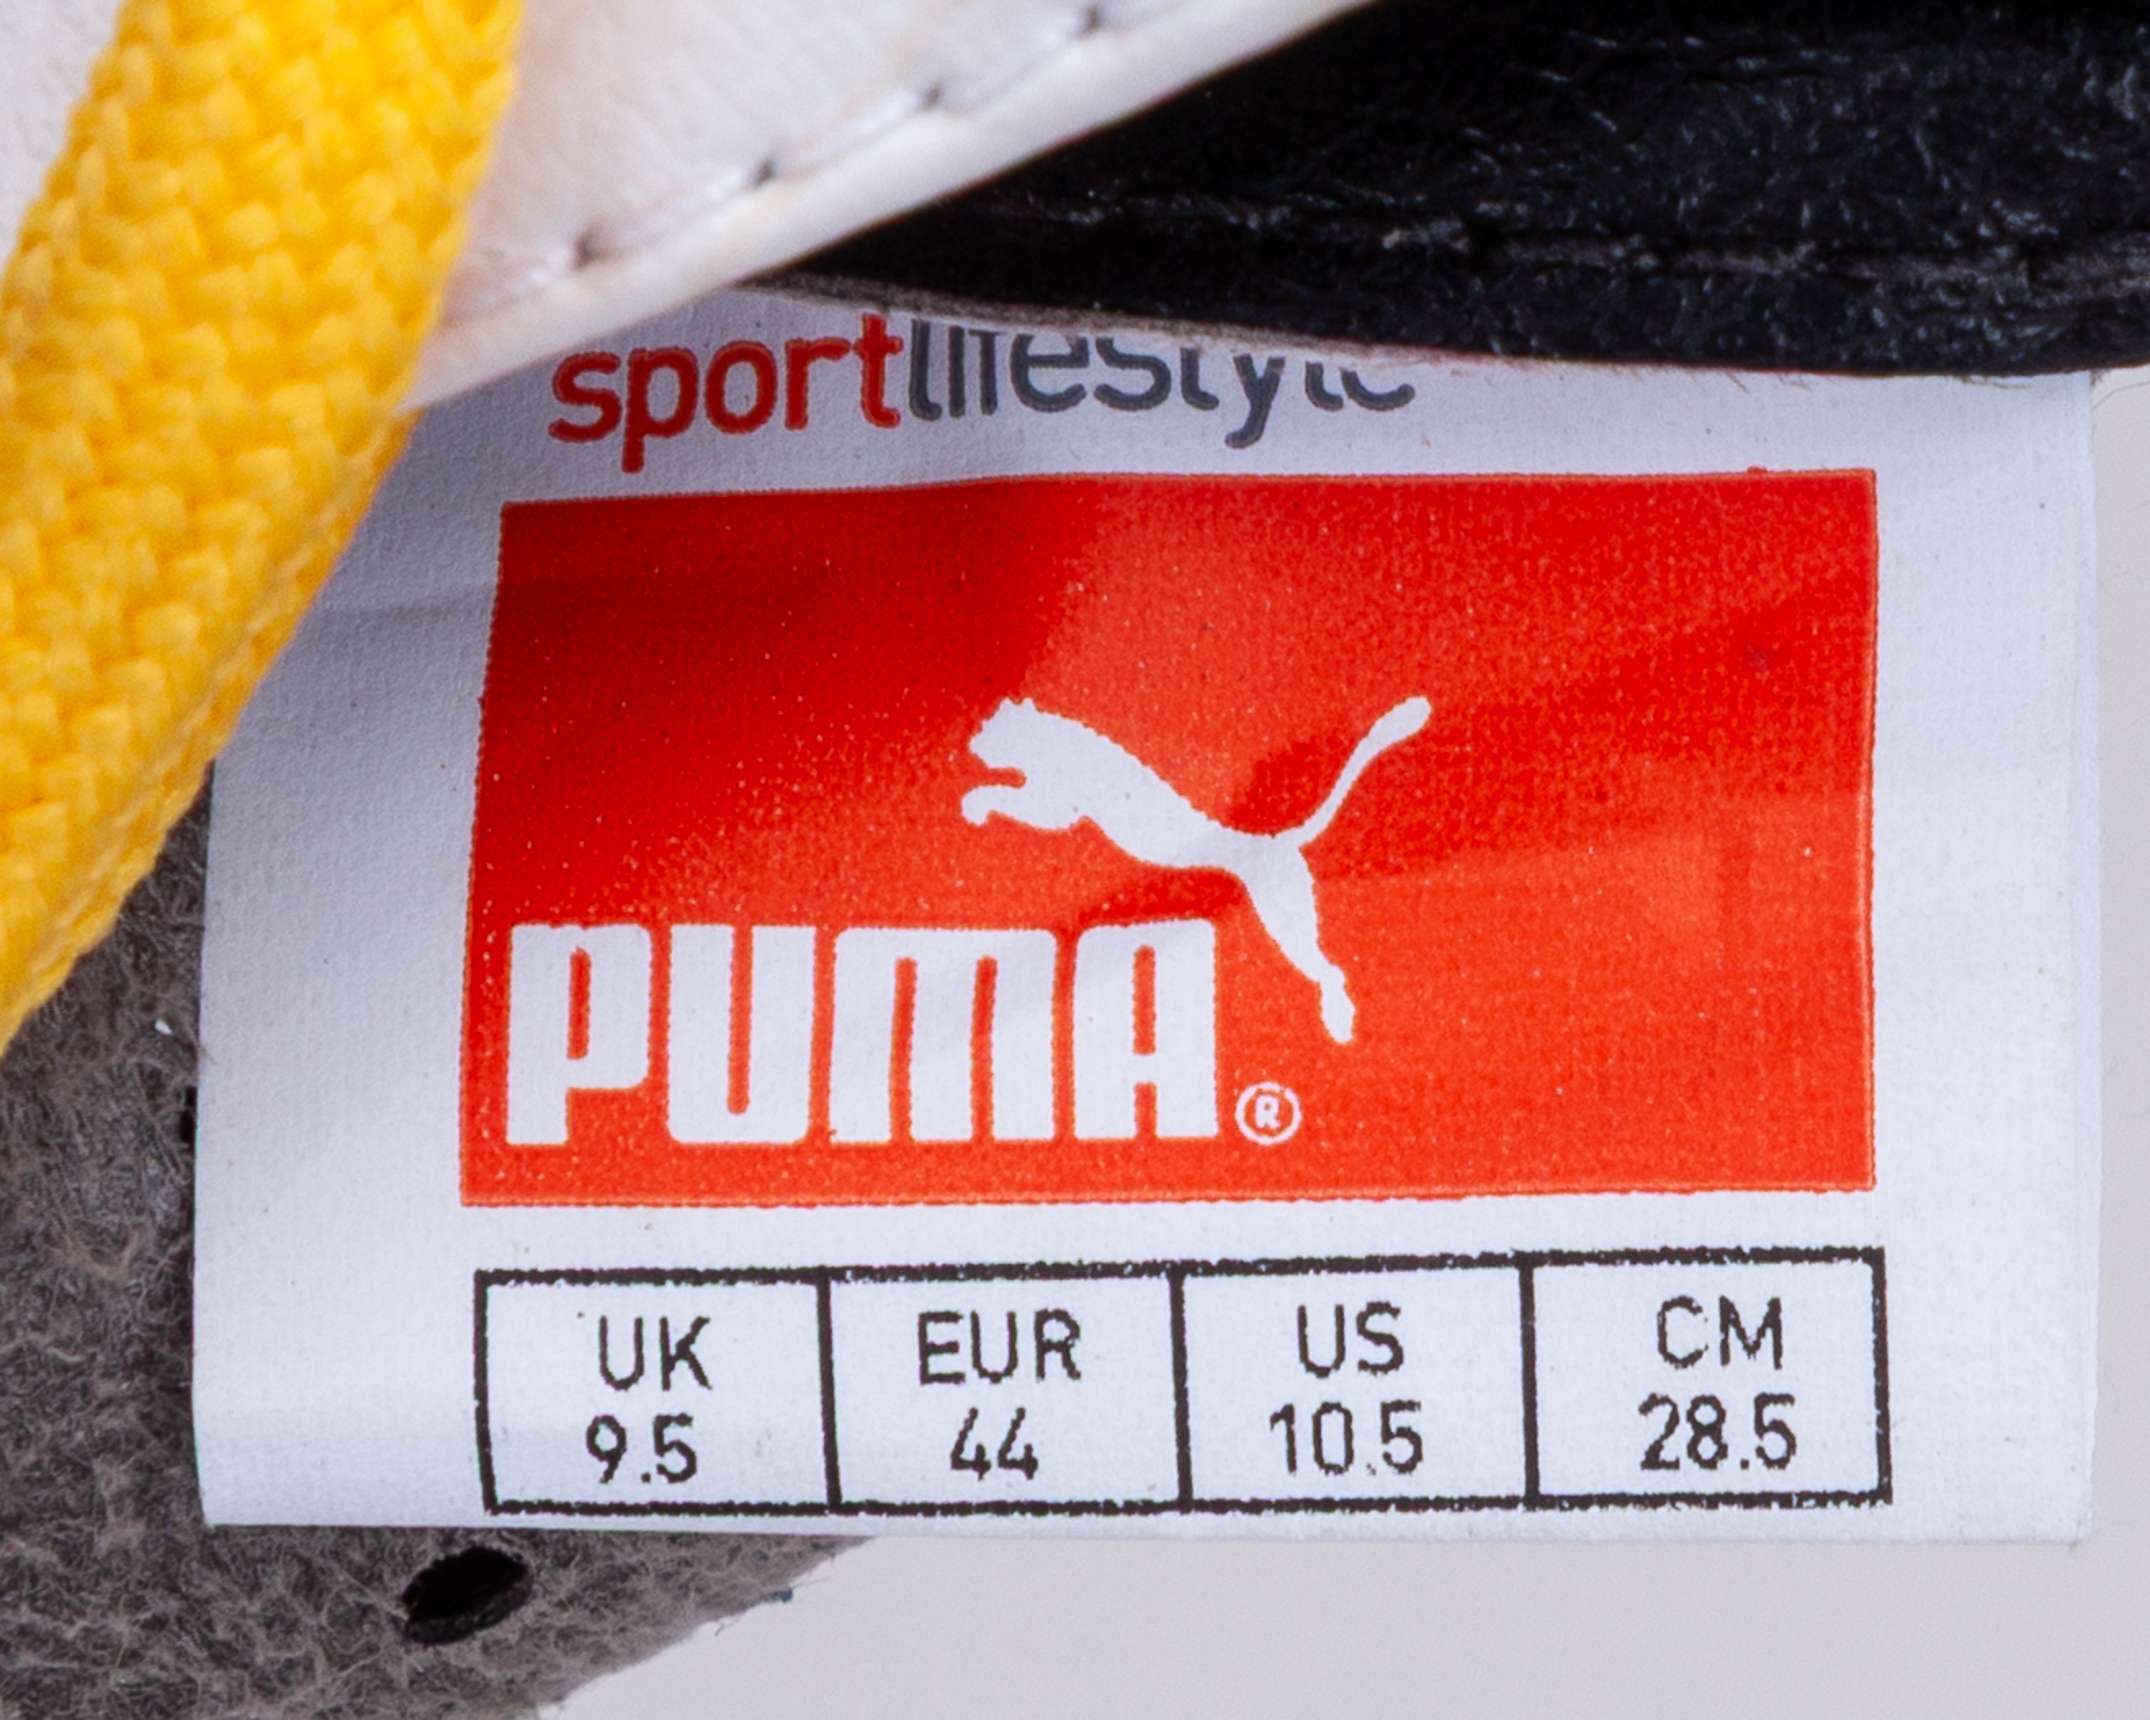 sportlifestyle
PUMA®
UK EUR US CM
9.5 44 10.5 28.5